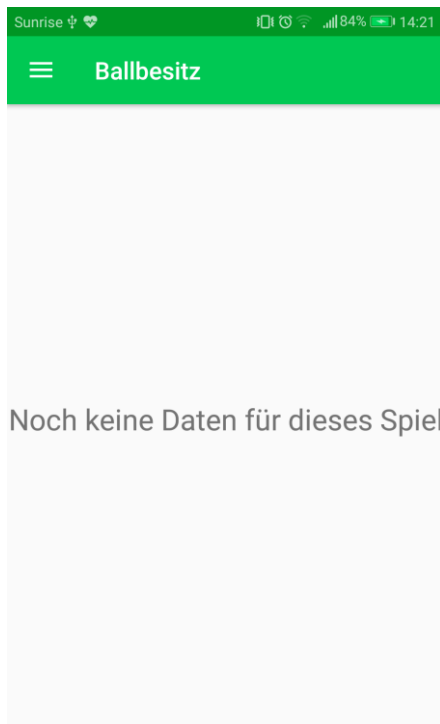 Sunrise 84% 14:21
Ballbesitz
Noch keine Daten für dieses Spiel